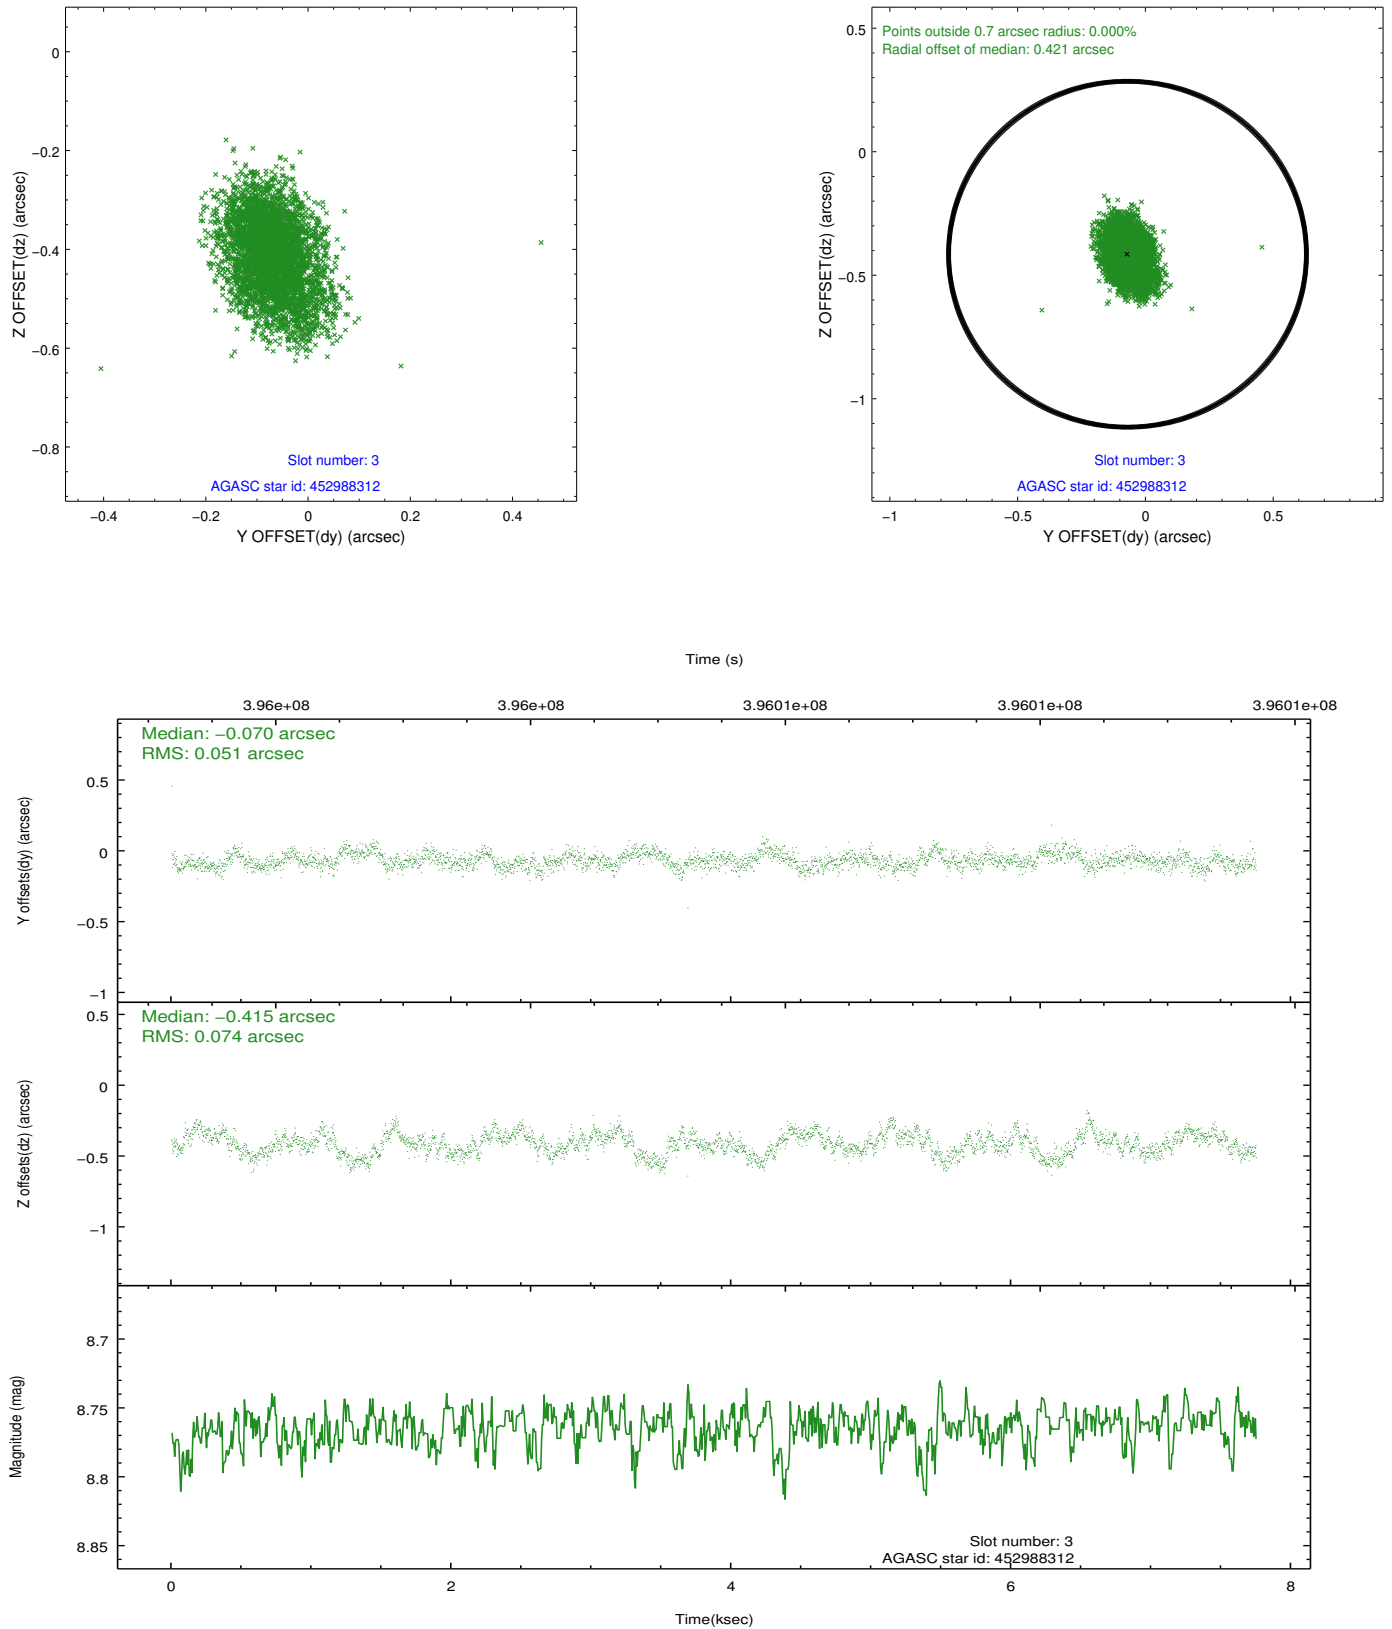 0
−0.2
−0.4
−0.6
−0.8
Z OFFSET(dz) (arcsec)
Slot number: 3
AGASC star id: 452988312
−0.4
−0.2
0
0.2
0.4
Y OFFSET(dy) (arcsec)
Points outside 0.7 arcsec radius: 0.000%
Radial offset of median: 0.421 arcsec
0.5
0
−0.5
−1
Z OFFSET(dz) (arcsec)
Slot number: 3
AGASC star id: 452988312
−1
−0.5
0
0.5
Y OFFSET(dy) (arcsec)
Time (s)
3.96e+08
3.96e+08
3.9601e+08
3.9601e+08
3.9601e+08
Median: −0.070 arcsec
RMS: 0.051 arcsec
0.5
0
−0.5
−1
Y offsets(dy) (arcsec)
Median: −0.415 arcsec
RMS: 0.074 arcsec
0.5
0
−0.5
−1
Z offsets(dz) (arcsec)
8.7
8.75
8.8
8.85
Magnitude (mag)
Slot number: 3
AGASC star id: 452988312
0
2
4
6
8
Time(ksec)